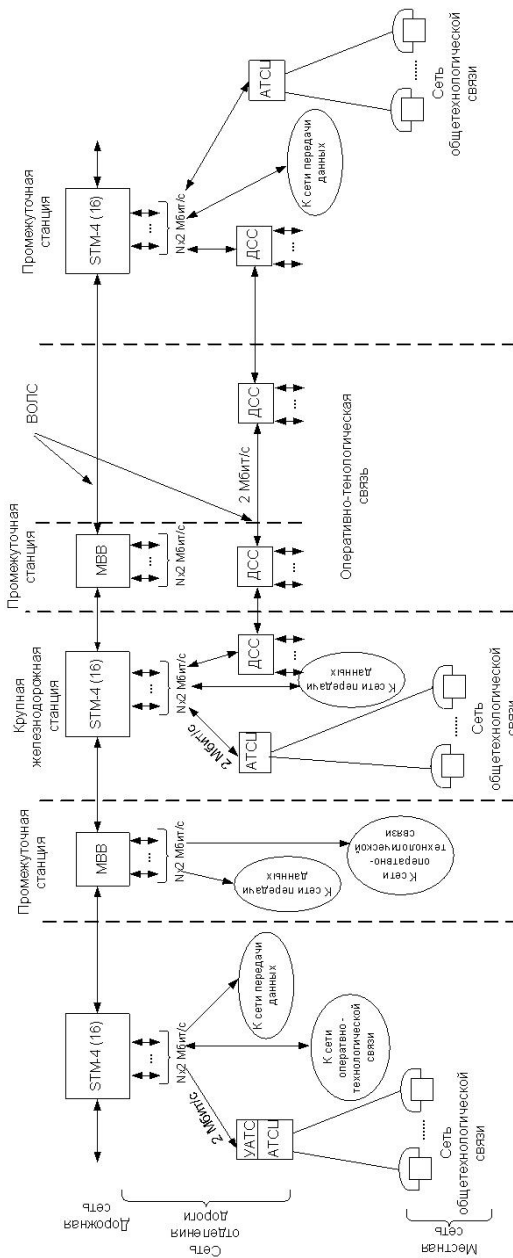 Дорожная
сеть
Сеть
отделения
дороги
Местная
сеть
STM-4 (16)
...
Nx2 Мбит/с
2 Мбит/с
УАТС
АТСЦ
К сети
оператвно-
технологической
связи
К сети передачи
данных
......
Сеть
общетехнологической
связи
Промежуточная
станция
МВВ
...
Nx2 Мбит/с
К сети передачи
данных
К сети
оперативно-
технологической
связи
Крупная
железнодорожная
станция
STM-4 (16)
...
Nx2 Мбит/с
2 Мбит/с
АТСЦ
К сети передачи
данных
ДСС
...
......
Сеть
общетехнологической
связи
Промежуточная
станция
МВВ
...
Nx2 Мбит/с
ДСС
...
ВОЛС
2 Мбит/с
ДСС
...
Оперативно-тенологическая
связь
Промежуточная
станция
STM-4 (16)
...
Nx2 Мбит/с
ДСС
...
К сети передачи
данных
АТСЦ
......
Сеть
общетехнологической
связи